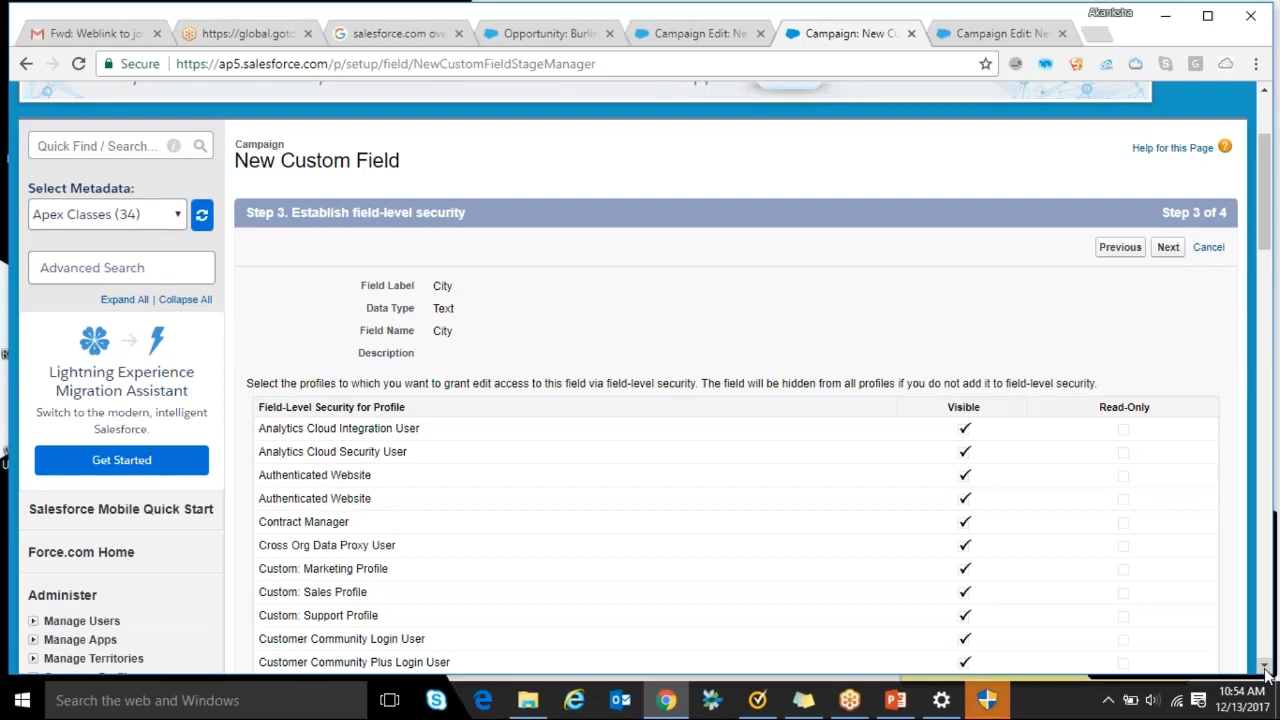 Akanksha
Fwd: Weblink to jo
https://global.gotc
salesforce.com ove
Opportunity: Burlin
Campaign Edit: Ne
Campaign: New Cu
Campaign Edit: Ne
Secure
https://ap5.salesforce.com/p/setup/field/NewCustomFieldStageManager
Quick Find / Search...
Select Metadata:
Apex Classes (34)
Advanced Search
Expand All | Collapse All
Lightning Experience
Migration Assistant
Switch to the modern, intelligent
Salesforce.
Get Started
Salesforce Mobile Quick Start
Force.com Home
Administer
Manage Users
Manage Apps
Manage Territories
Campaign
New Custom Field
Help for this Page
Step 3. Establish field-level security
Step 3 of 4
Previous
Next
Cancel
Field Label City
Data Type Text
Field Name City
Description
Select the profiles to which you want to grant edit access to this field via field-level security. The field will be hidden from all profiles if you do not add it to field-level security.
Field-Level Security for Profile Visible Read-Only
Analytics Cloud Integration User
Analytics Cloud Security User
Authenticated Website
Authenticated Website
Contract Manager
Cross Org Data Proxy User
Custom: Marketing Profile
Custom: Sales Profile
Custom: Support Profile
Customer Community Login User
Customer Community Plus Login User
Search the web and Windows
10:54 AM
12/13/2017